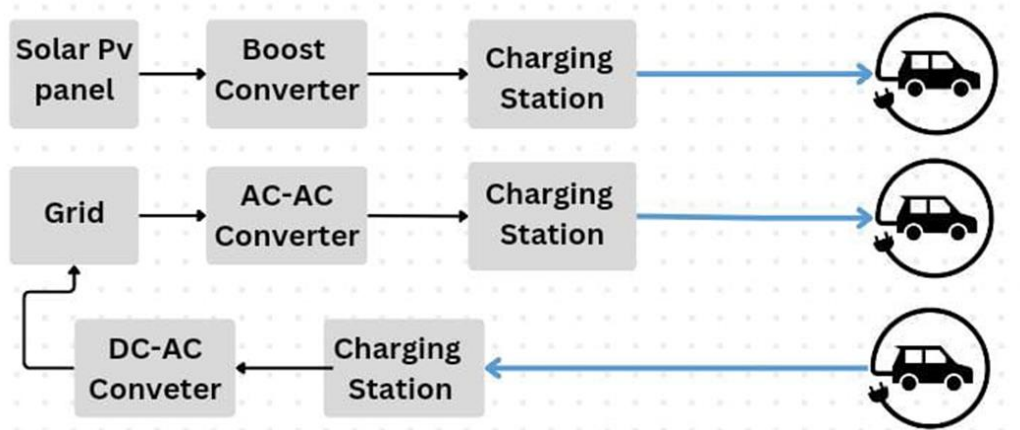 Solar Pv
panel
Boost
Converter
Charging
Station
Grid
AC-AC
Converter
Charging
Station
DC-AC
Conveter
Charging
Station